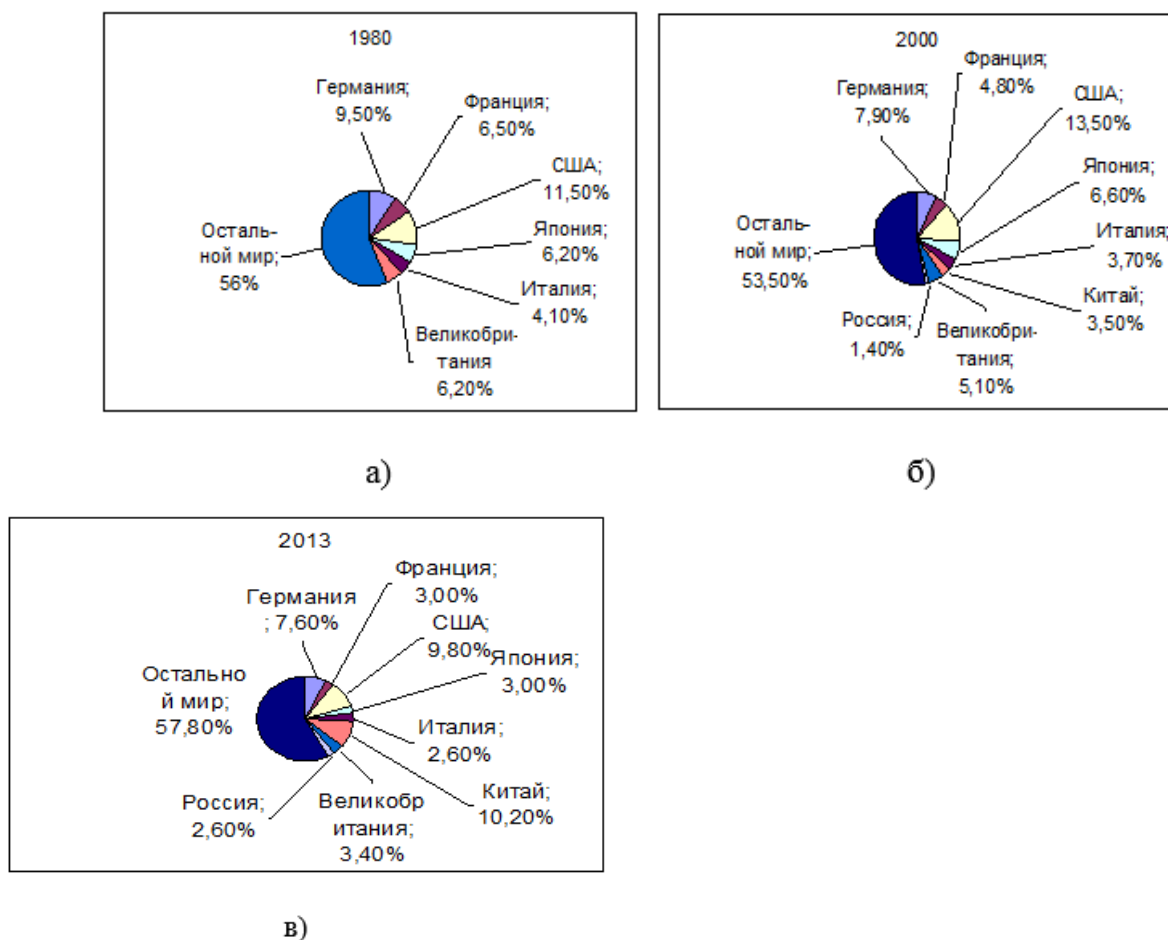 1980
Германия;
9,50%
Франция;
6,50%
США;
11,50%
Япония;
6,20%
Италия;
4,10%
Великобри-
тания
6,20%
Осталь-
ной мир;
56%
а)
2000
Германия;
7,90%
Франция;
4,80%
США;
13,50%
Япония;
6,60%
Италия;
3,70%
Китай;
3,50%
Великобри-
тания;
5,10%
Россия;
1,40%
Осталь-
ной мир;
53,50%
б)
2013
Германия
; 7,60%
Франция;
3,00%
США;
9,80%
Япония;
3,00%
Италия;
2,60%
Китай;
10,20%
Великобр
итания;
3,40%
Россия;
2,60%
Остально
й мир;
57,80%
в)